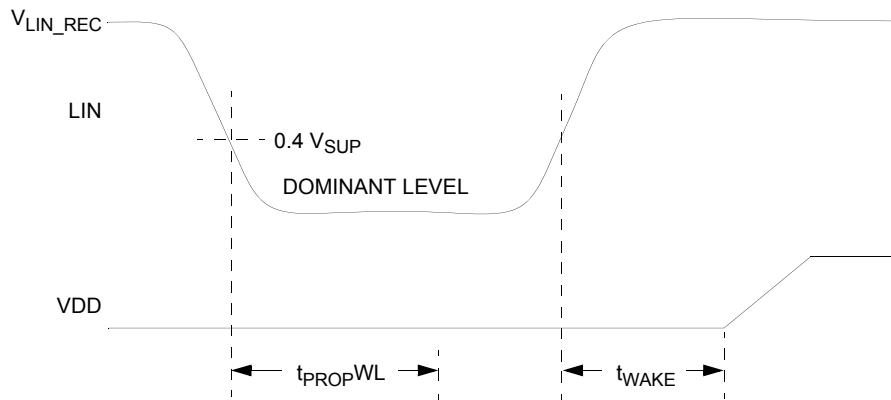 V_LIN_REC
LIN
0.4 V_SUP
DOMINANT LEVEL
VDD
t_PROPWL
t_WAKE